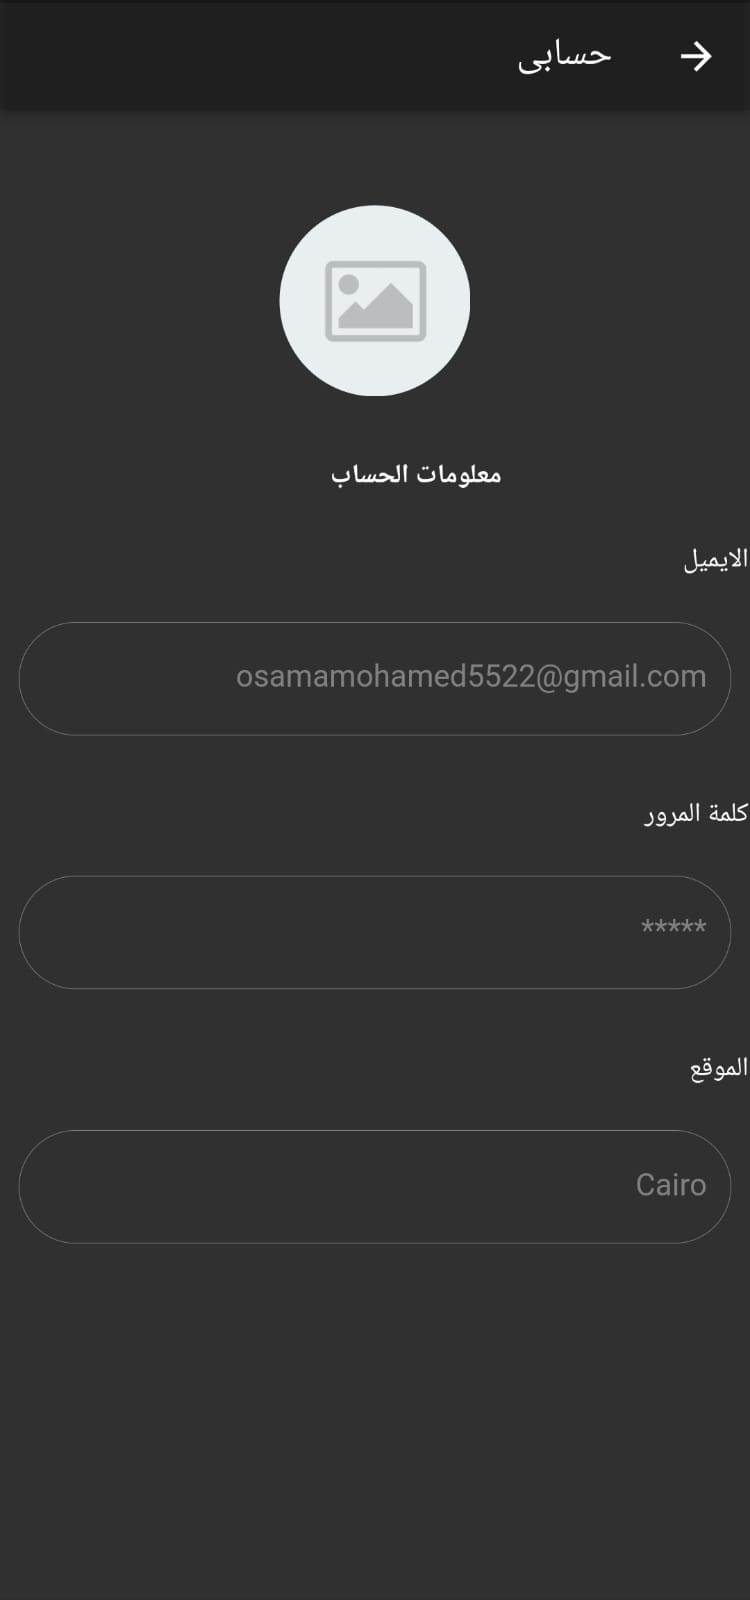 حسابى
معلومات الحساب
الايميل
osamamohamed5522@gmail.com
كلمة المرور
*****
الموقع
Cairo